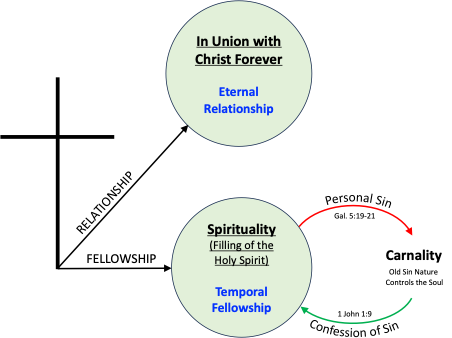 In Union with
Christ Forever
Eternal
Relationship
RELATIONSHIP
FELLOWSHIP
Spirituality
(Filling of the
Holy Spirit)
Temporal
Fellowship
Personal Sin
Gal. 5:19-21
Carnality
Old Sin Nature
Controls the Soul
1 John 1:9
Confession of Sin